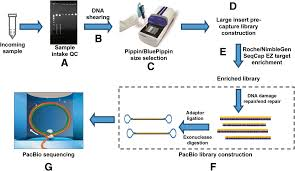 Incoming
sample
Sample
intake QC
A
DNA
shearing
B
Pippin/BluePippin
size selection
C
D
Large insert pre-
capture library
construction
E
Roche/NimbleGen
SeqCap EZ target
enrichment
Enriched library
DNA damage
repair/end repair
Adaptor
ligation
Exonuclease
digestion
PacBio library construction
F
PacBio sequencing
G